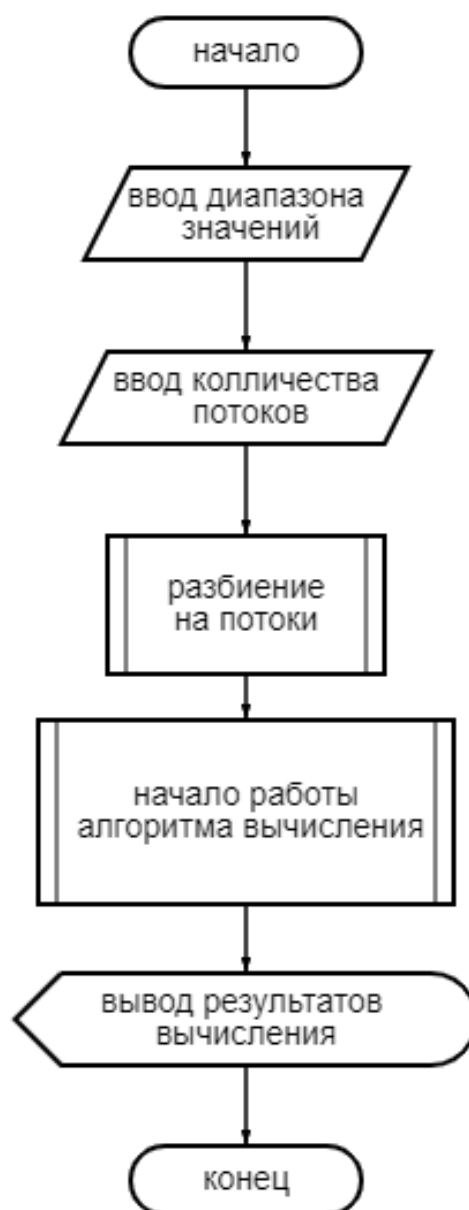 начало
ввод диапазона
значений
ввод колличества
потоков
разбиение
на потоки
начало работы
алгоритма вычисления
вывод результатов
вычисления
конец